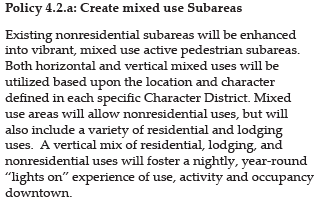 Policy 4.2.a: Create mixed use Subareas
Existing nonresidential subareas will be enhanced
into vibrant, mixed use active pedestrian subareas.
Both horizontal and vertical mixed uses will be
utilized based upon the location and character
defined in each specific Character District. Mixed
use areas will allow nonresidential uses, but will
also include a variety of residential and lodging
uses.  A vertical mix of residential, lodging, and
nonresidential uses will foster a nightly, year-round
“lights on” experience of use, activity and occupancy
downtown.